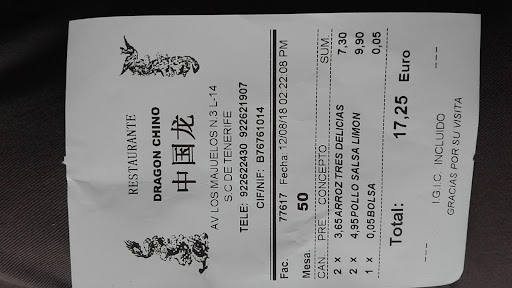 RESTAURANTE
DRAGON CHINO
中国龙
AV LOS MAJUELOS N.3 L-14
S.C DE TENERIFE
TELE: 922622430 922621907
CIF/NIF: B76761014
Fac. 77617 Fecha: 12/08/18 02:22:08 PM
Mesa. 50
CAN. PRE. CONCEPTO SUM.
2 x 3,65 ARROZ TRES DELICIAS 7,30
2 x 4,95 POLLO SALSA LIMON 9,90
1 x 0,05 BOLSA 0,05
Total: 17,25 Euro
--- I.G.I.C. INCLUIDO ---
GRACIAS POR SU VISITA